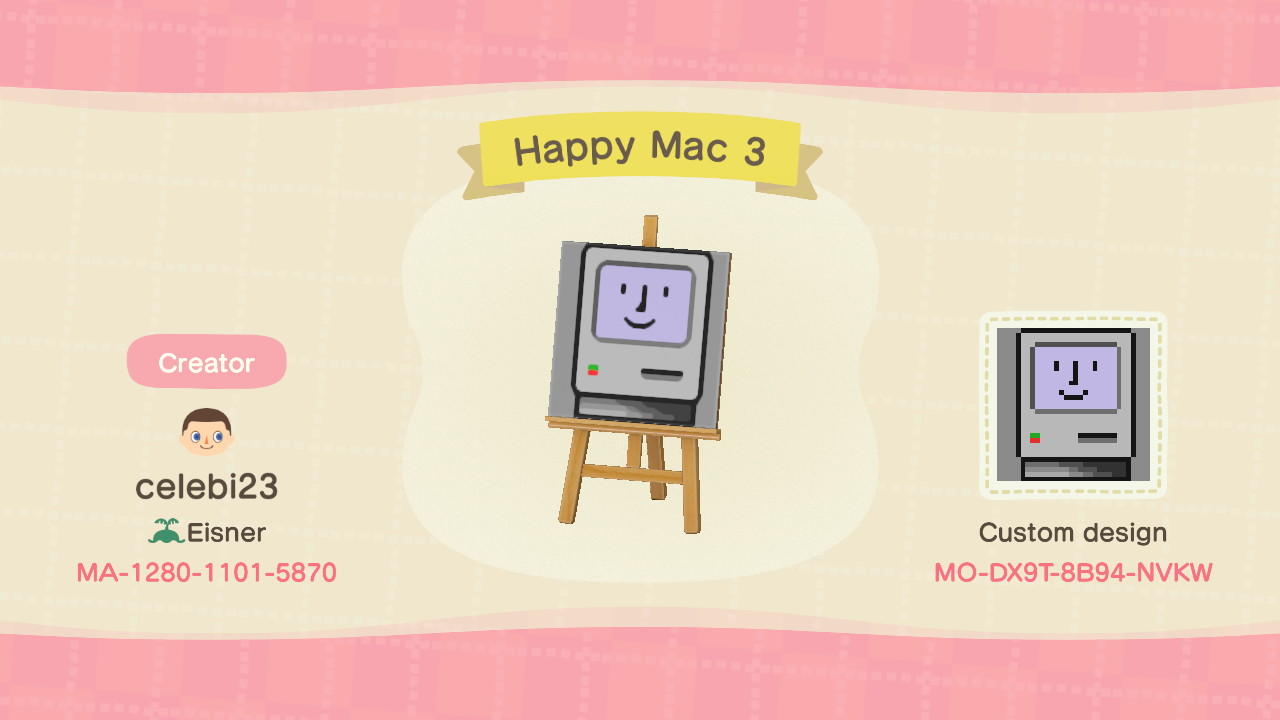 Happy Mac 3
Creator
celebi23
Eisner
MA-1280-1101-5870
Custom design
MO-DX9T-8B94-NVKW